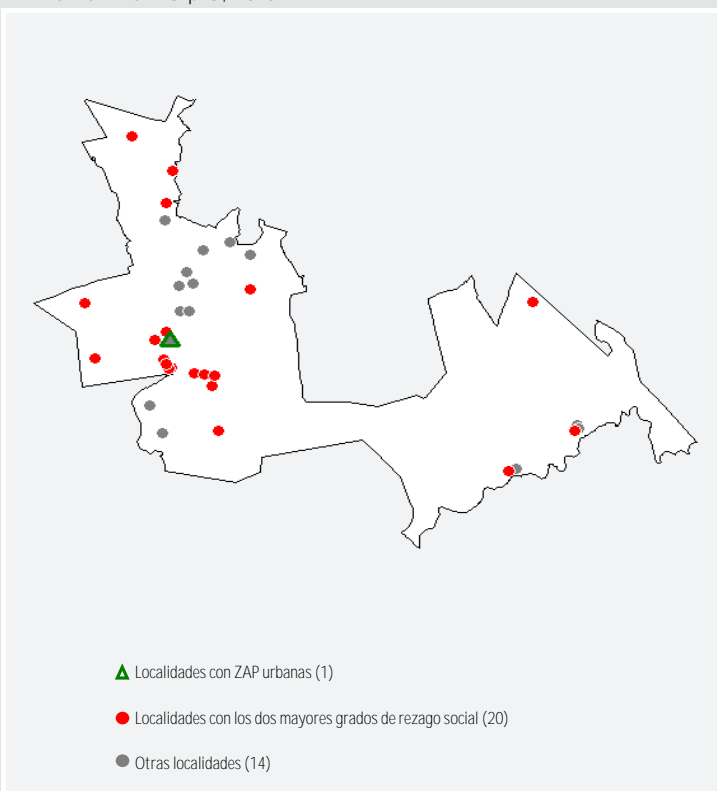 Localidades con ZAP urbanas (1)
Localidades con los dos mayores grados de rezago social (20)
Otras localidades (14)